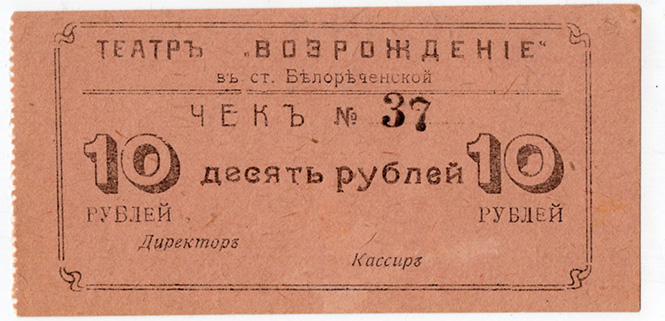 ТЕАТРЪ „ВОЗРОЖДЕНІЕ“
въ ст. Бѣлорѣченской
ЧЕКЪ № 37
10 десять рублей 10
РУБЛЕЙ РУБЛЕЙ
Директоръ
Кассиръ